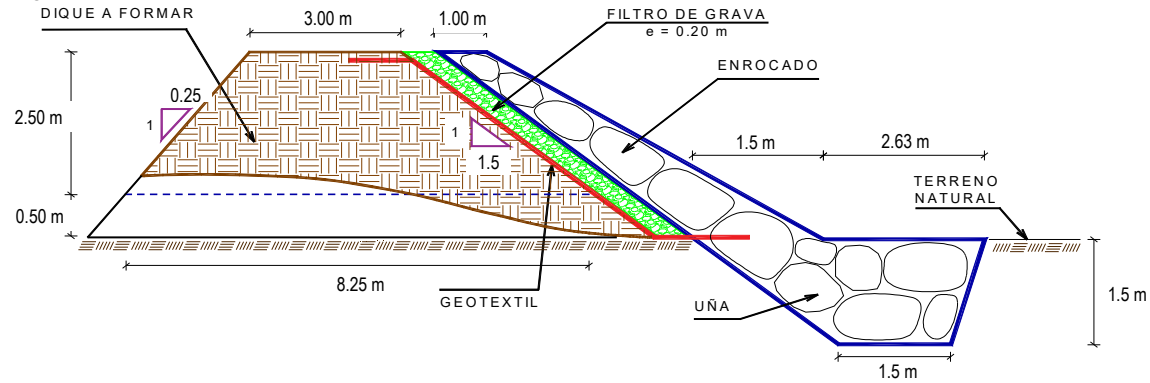 DIQUE A FORMAR
3.00 m
1.00 m
FILTRO DE GRAVA
e = 0.20 m
ENROCADO
0.25
1
2.50 m
1
1.5
1.5 m
2.63 m
TERRENO
NATURAL
0.50 m
8.25 m
GEOTEXTIL
UÑA
1.5 m
1.5 m